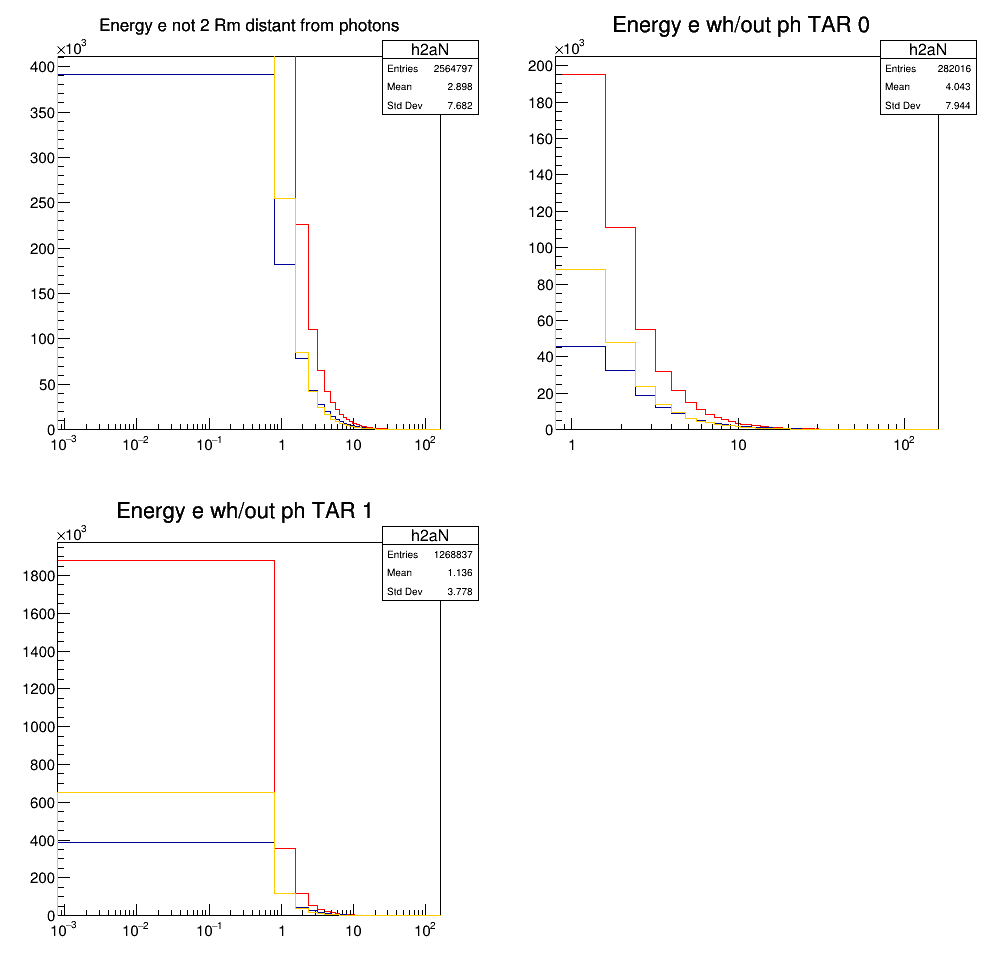 Energy e not 2 Rm distant from photons
×10³
h2aN
Entries 2564797
Mean 2.898
Std Dev 7.682
400
350
300
250
200
150
100
50
0
10⁻³ 10⁻² 10⁻¹ 1 10 10²
Energy e wh/out ph TAR 0
×10³
h2aN
Entries 282016
Mean 4.043
Std Dev 7.944
200
180
160
140
120
100
80
60
40
20
0
1 10 10²
Energy e wh/out ph TAR 1
×10³
h2aN
Entries 1268837
Mean 1.136
Std Dev 3.778
1800
1600
1400
1200
1000
800
600
400
200
0
10⁻³ 10⁻² 10⁻¹ 1 10 10²